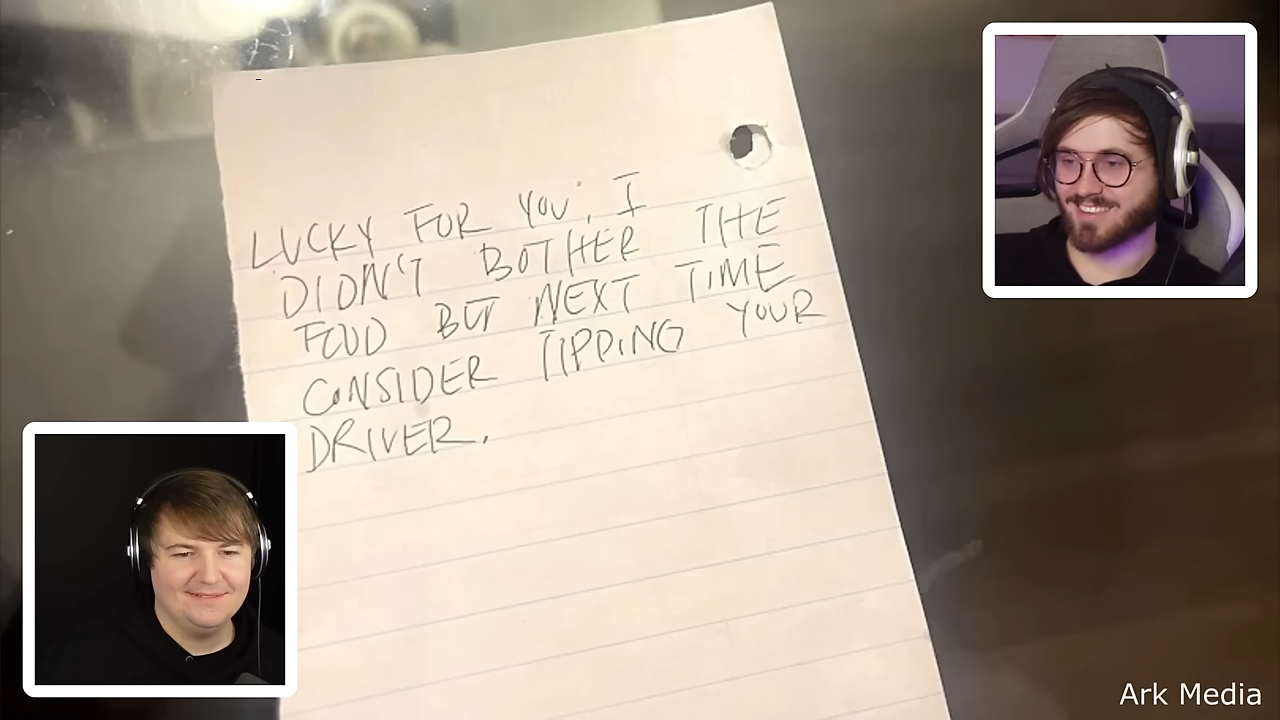 LUCKY FOR YOU, I
DIDN'T BOTHER THE
FOOD BUT NEXT TIME
CONSIDER TIPPING YOUR
DRIVER.
Ark Media